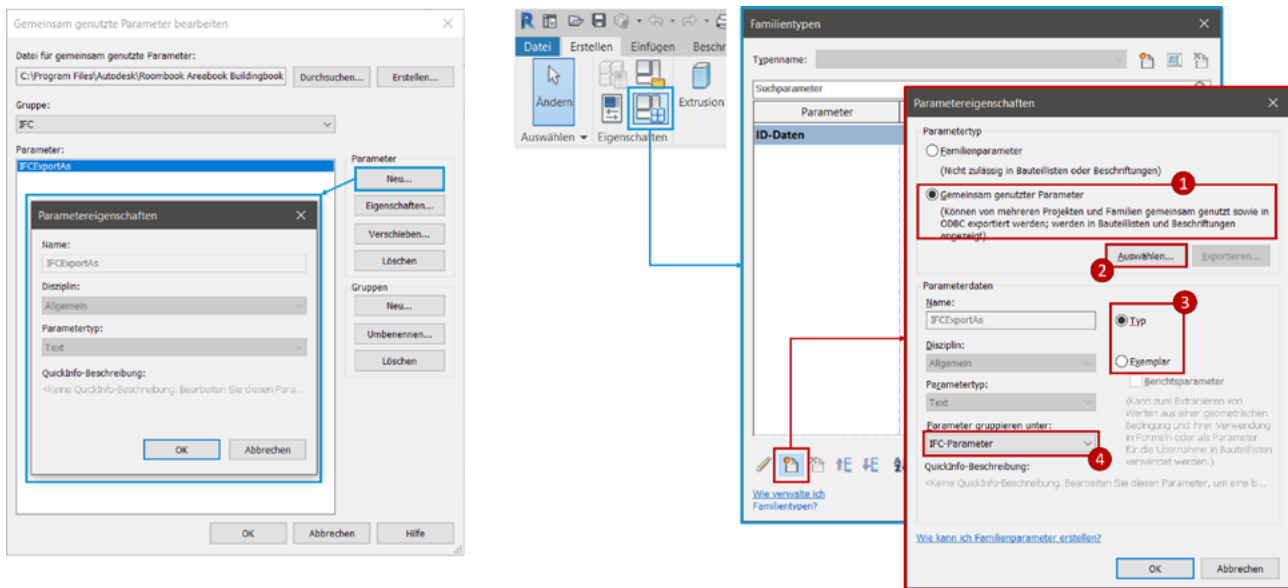 Gemeinsam genutzte Parameter bearbeiten
Datei für gemeinsam genutzte Parameter:
C:\Program Files\Autodesk\Roombook Areabook Buildingbook
Durchsuchen...
Erstellen...
Gruppe:
IFC
Parameter:
IFCExportAs
Parameter
Neu...
Eigenschaften...
Verschieben...
Löschen
Gruppen
Neu...
Umbenennen...
Löschen
Parametereigenschaften
Name:
IFCExportAs
Disziplin:
Allgemein
Parametertyp:
Text
QuickInfo-Beschreibung:
<Keine QuickInfo-Beschreibung. Bearbeiten Sie diesen Para...
OK
Abbrechen
OK
Abbrechen
Hilfe
R
Datei
Erstellen
Einfügen
Beschr
Ändern
Extrusion
Auswählen
Eigenschaften
Familientypen
Typenname:
Suchparameter
Parameter
ID-Daten
Wie verwalte ich
Familientypen?
Parametereigenschaften
Parametertyp
Familienparameter
(Nicht zulässig in Bauteillisten oder Beschriftungen)
1
Gemeinsam genutzter Parameter
(Können von mehreren Projekten und Familien gemeinsam genutzt sowie in
ODBC exportiert werden; werden in Bauteillisten und Beschriftungen
angezeigt)
2
Auswählen...
Exportieren...
Parameterdaten
Name:
IFCExportAs
3
Typ
Disziplin:
Allgemein
Exemplar
Parametertyp:
Text
Berichtsparameter
(Kann zum Extrahieren von
Werten aus einer geometrischen
Bedingung und ihrer Verwendung
in Formeln oder als Parameter
für die Übernahme in Bauteillisten
verwendet werden.)
Parameter gruppieren unter:
IFC-Parameter
4
QuickInfo-Beschreibung:
<Keine QuickInfo-Beschreibung. Bearbeiten Sie diesen Parameter, um eine b...
Wie kann ich Familienparameter erstellen?
OK
Abbrechen